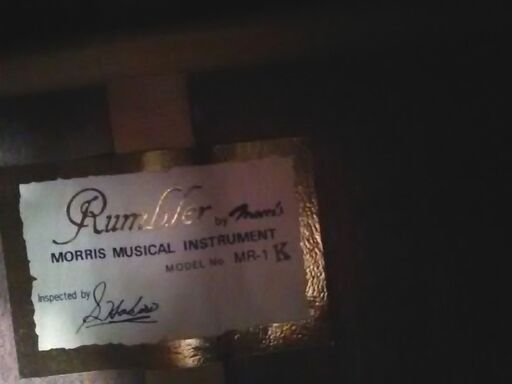 Rumbler by Morris
MORRIS MUSICAL INSTRUMENT
MODEL No. MR-1 K
Inspected by